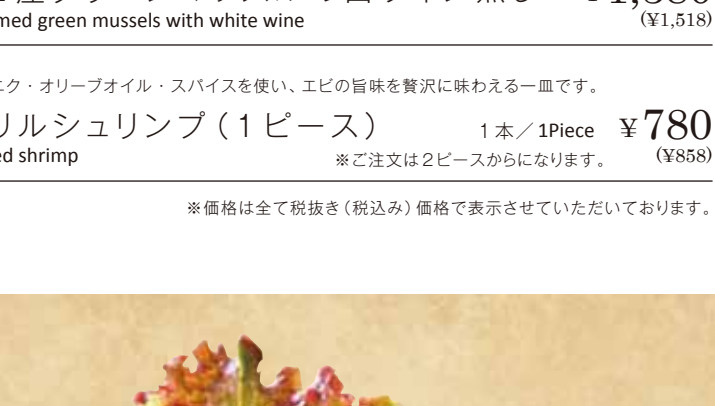 med green mussels with white wine
(¥1,518)
エク・オリーブオイル・スパイスを使い、エビの旨味を贅沢に味わえる一皿です。
リルシュリンプ(1ピース) 1本／1Piece ¥780
ed shrimp ※ご注文は2ピースからになります。 (¥858)
※価格は全て税抜き(税込み)価格で表示させていただいております。